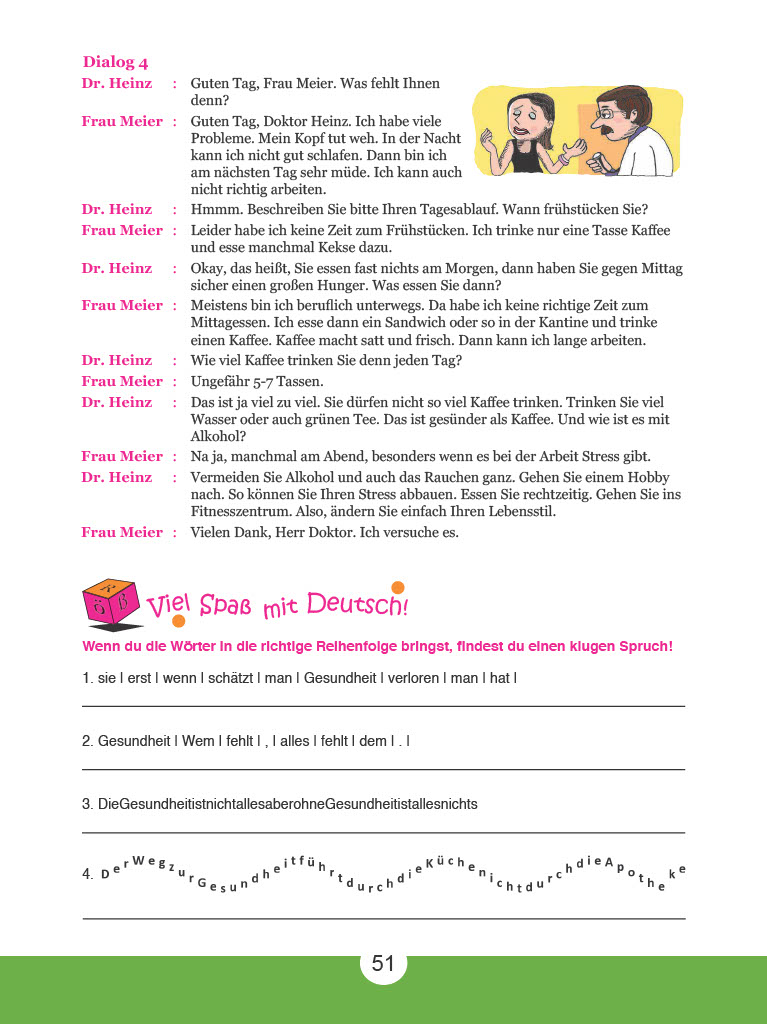 Dialog 4
Dr. Heinz : Guten Tag, Frau Meier. Was fehlt Ihnen
denn?
Frau Meier : Guten Tag, Doktor Heinz. Ich habe viele
Probleme. Mein Kopf tut weh. In der Nacht
kann ich nicht gut schlafen. Dann bin ich
am nächsten Tag sehr müde. Ich kann auch
nicht richtig arbeiten.
Dr. Heinz : Hmmm. Beschreiben Sie bitte Ihren Tagesablauf. Wann frühstücken Sie?
Frau Meier : Leider habe ich keine Zeit zum Frühstücken. Ich trinke nur eine Tasse Kaffee
und esse manchmal Kekse dazu.
Dr. Heinz : Okay, das heißt, Sie essen fast nichts am Morgen, dann haben Sie gegen Mittag
sicher einen großen Hunger. Was essen Sie dann?
Frau Meier : Meistens bin ich beruflich unterwegs. Da habe ich keine richtige Zeit zum
Mittagessen. Ich esse dann ein Sandwich oder so in der Kantine und trinke
einen Kaffee. Kaffee macht satt und frisch. Dann kann ich lange arbeiten.
Dr. Heinz : Wie viel Kaffee trinken Sie denn jeden Tag?
Frau Meier : Ungefähr 5-7 Tassen.
Dr. Heinz : Das ist ja viel zu viel. Sie dürfen nicht so viel Kaffee trinken. Trinken Sie viel
Wasser oder auch grünen Tee. Das ist gesünder als Kaffee. Und wie ist es mit
Alkohol?
Frau Meier : Na ja, manchmal am Abend, besonders wenn es bei der Arbeit Stress gibt.
Dr. Heinz : Vermeiden Sie Alkohol und auch das Rauchen ganz. Gehen Sie einem Hobby
nach. So können Sie Ihren Stress abbauen. Essen Sie rechtzeitig. Gehen Sie ins
Fitnesszentrum. Also, ändern Sie einfach Ihren Lebensstil.
Frau Meier : Vielen Dank, Herr Doktor. Ich versuche es.
Viel Spaß mit Deutsch!
Wenn du die Wörter in die richtige Reihenfolge bringst, findest du einen klugen Spruch!
1. sie | erst | wenn | schätzt | man | Gesundheit | verloren | man | hat |
2. Gesundheit | Wem | fehlt | , | alles | fehlt | dem | . |
3. DieGesundheitistnichtallesaberohneGesundheitistallesnichts
4. DerWegzurGesundheitführtdurchdieKüchenichtdurchdieApotheke
51